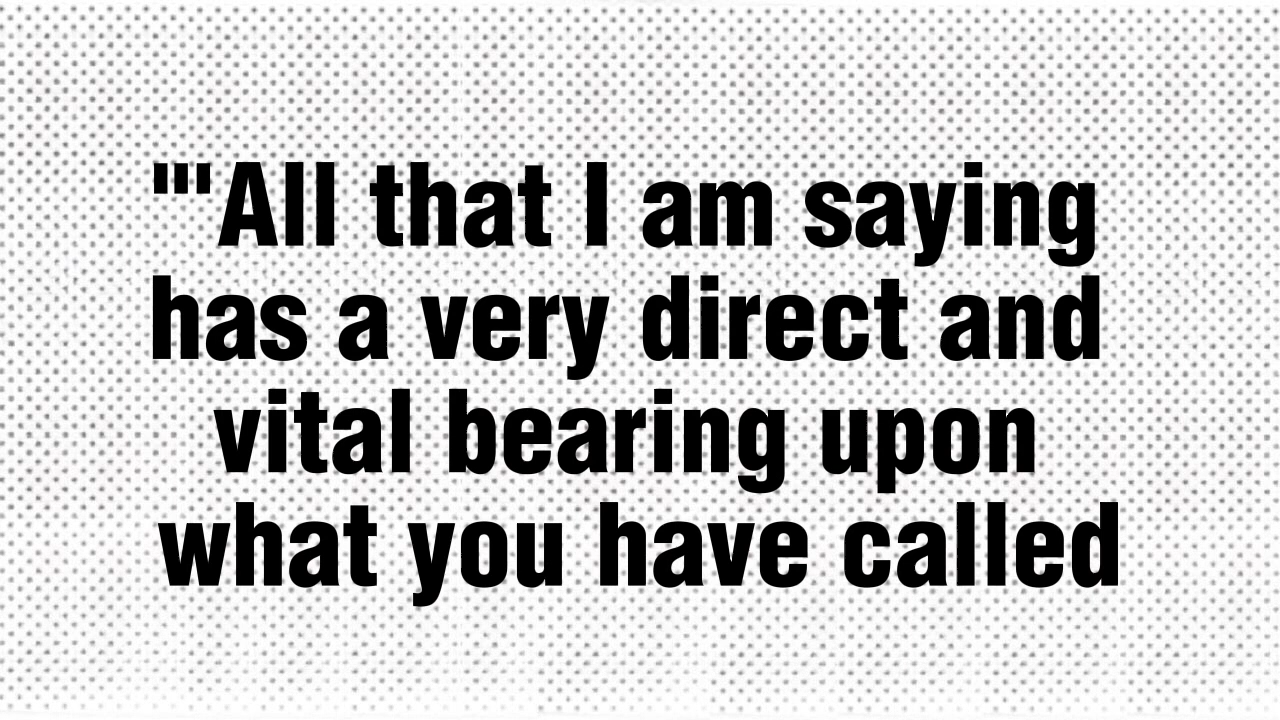 "'All that I am saying
has a very direct and
vital bearing upon
what you have called